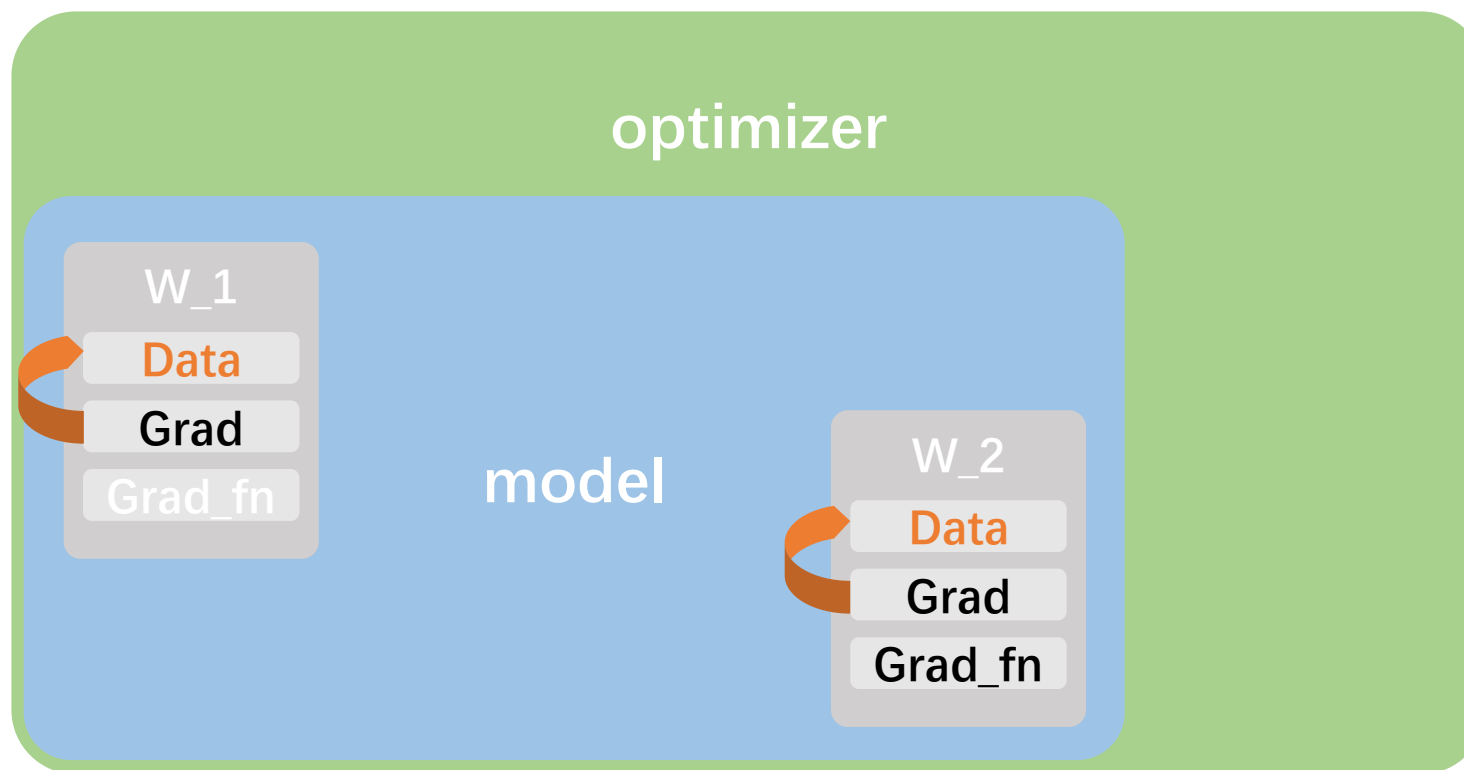 optimizer
W_1
Data
Grad
Grad_fn
model
W_2
Data
Grad
Grad_fn